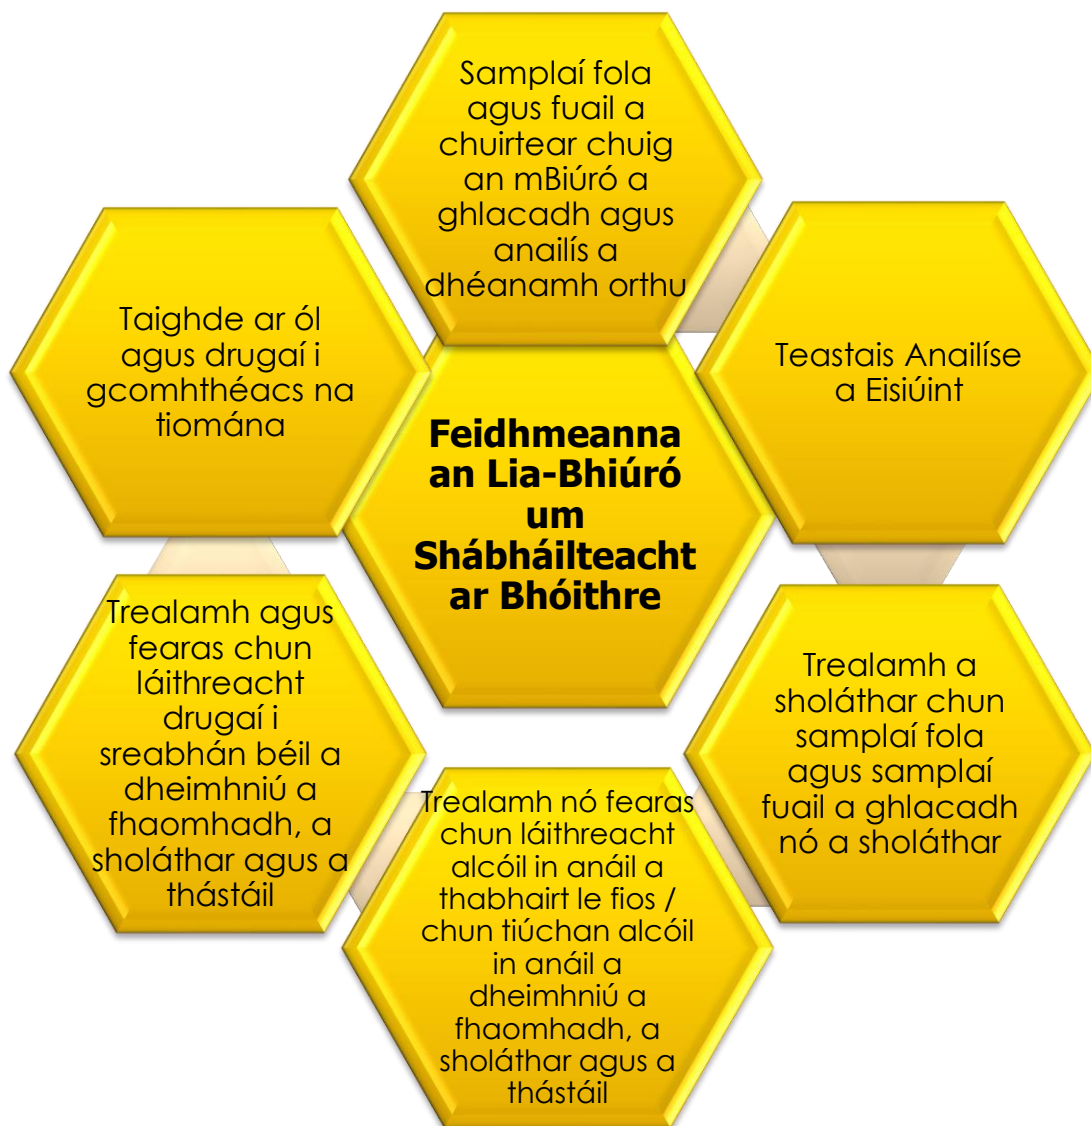 Samplaí fola
agus fuail a
chuirtear chuig
an mBiúró a
ghlacadh agus
anailís a
dhéanamh orthu
Teastais Anailíse
a Eisiúint
Trealamh a
sholáthar chun
samplaí fola
agus samplaí
fuail a ghlacadh
nó a sholáthar
Trealamh nó fearas
chun láithreacht
alcóil in anáil a
thabhairt le fios /
chun tiúchan alcóil
in anáil a
dheimhniú a
fhaomhadh, a
sholáthar agus a
thástáil
Trealamh agus
fearas chun
láithreacht
drugaí i
sreabhán béil a
dheimhniú a
fhaomhadh, a
sholáthar agus a
thástáil
Taighde ar ól
agus drugaí i
gcomhthéacs na
tiomána
Feidhmeanna
an Lia-Bhiúró
um
Shábháilteacht
ar Bhóithre